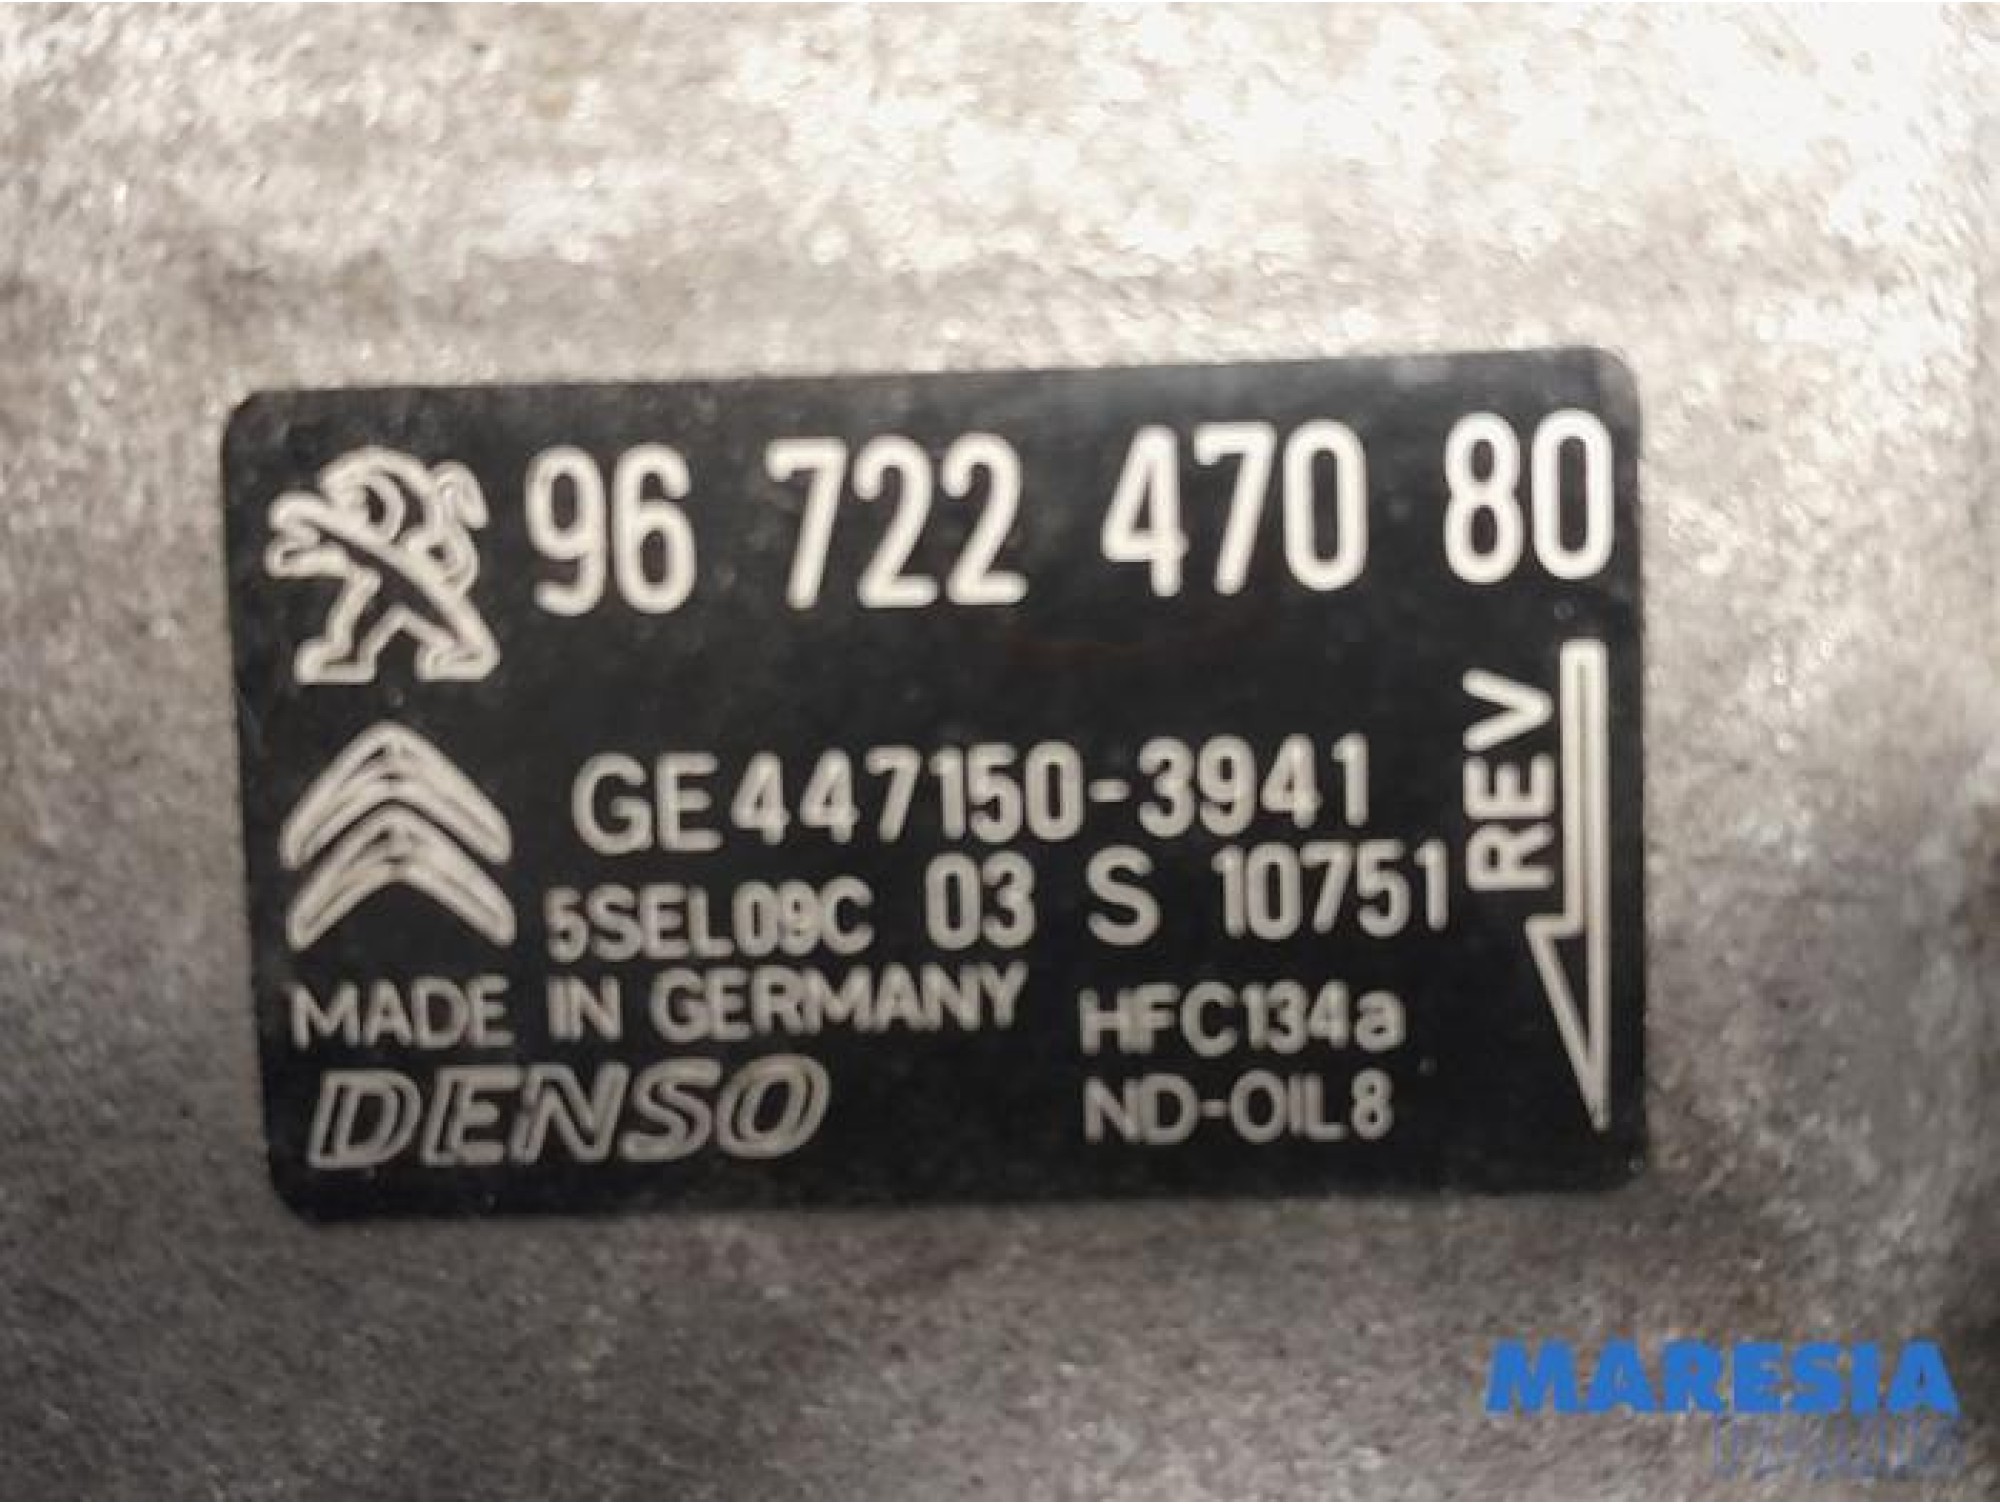 96 722 470 80
GE447150-3941
5SEL09C 03 S 10751
REV
MADE IN GERMANY HFC134a
DENSO ND-OIL8
MARESIA